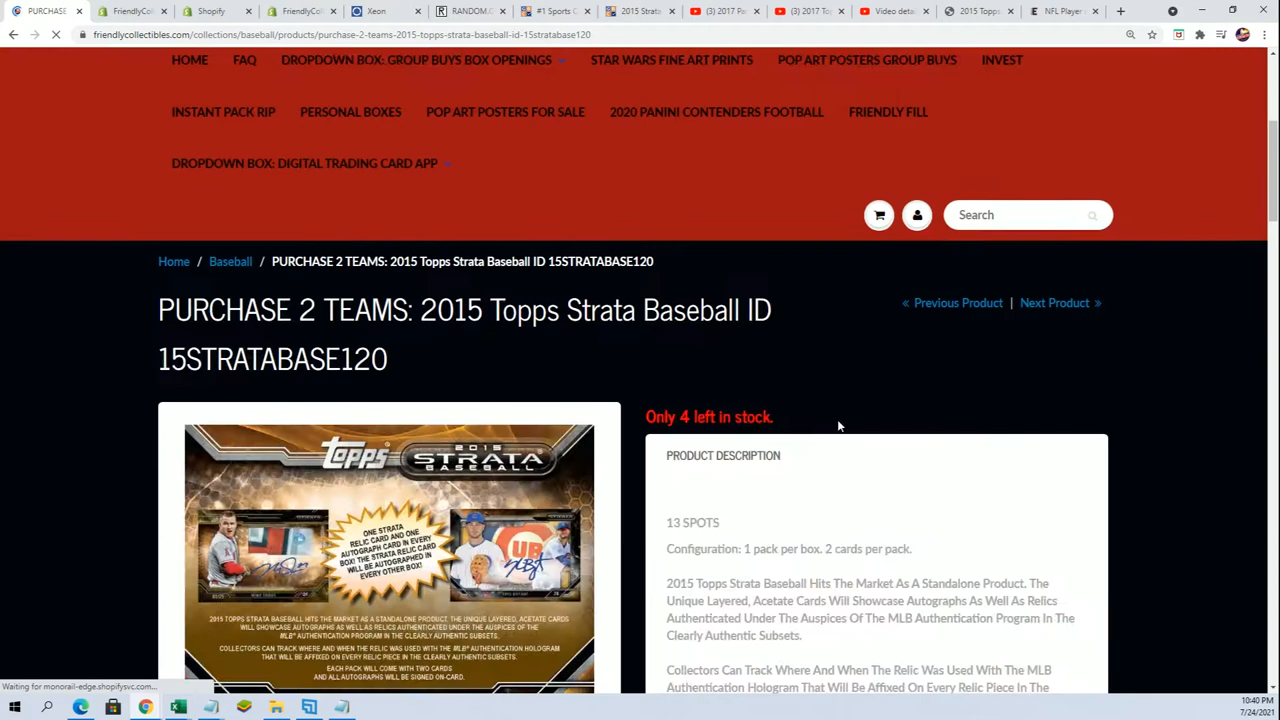 PURCHASE
FriendlyCol
Shopify
FriendlyCol
Xeon
RANDOM.O
#1 Sports C
2015 Strata
(3) 2017 Pa
(3) 2017 To
Video deta
2015 Topps
NFL Player
friendlycollectibles.com/collections/baseball/products/purchase-2-teams-2015-topps-strata-baseball-id-15stratabase120
HOME FAQ DROPDOWN BOX: GROUP BUYS BOX OPENINGS STAR WARS FINE ART PRINTS POP ART POSTERS GROUP BUYS INVEST
INSTANT PACK RIP PERSONAL BOXES POP ART POSTERS FOR SALE 2020 PANINI CONTENDERS FOOTBALL FRIENDLY FILL
DROPDOWN BOX: DIGITAL TRADING CARD APP
Search
Home / Baseball / PURCHASE 2 TEAMS: 2015 Topps Strata Baseball ID 15STRATABASE120
PURCHASE 2 TEAMS: 2015 Topps Strata Baseball ID
15STRATABASE120
« Previous Product | Next Product »
Only 4 left in stock.
PRODUCT DESCRIPTION
13 SPOTS
Configuration: 1 pack per box. 2 cards per pack.
2015 Topps Strata Baseball Hits The Market As A Standalone Product. The
Unique Layered, Acetate Cards Will Showcase Autographs As Well As Relics
Authenticated Under The Auspices Of The MLB Authentication Program In The
Clearly Authentic Subsets.
Collectors Can Track Where And When The Relic Was Used With The MLB
Authentication Hologram That Will Be Affixed On Every Relic Piece In The
Topps
2015
STRATA
BASEBALL
ONE STRATA
RELIC CARD AND ONE
AUTOGRAPH CARD IN EVERY
BOX! THE STRATA RELIC CARD
WILL BE AUTOGRAPHED IN
EVERY OTHER BOX!
2015 TOPPS STRATA BASEBALL HITS THE MARKET AS A STANDALONE PRODUCT. THE UNIQUE LAYERED, ACETATE CARDS
WILL SHOWCASE AUTOGRAPHS AS WELL AS RELICS AUTHENTICATED UNDER THE AUSPICES OF THE
MLB® AUTHENTICATION PROGRAM IN THE CLEARLY AUTHENTIC SUBSETS.
COLLECTORS CAN TRACK WHERE AND WHEN THE RELIC WAS USED WITH THE MLB® AUTHENTICATION HOLOGRAM
THAT WILL BE AFFIXED ON EVERY RELIC PIECE IN THE CLEARLY AUTHENTIC SUBSETS.
EACH PACK WILL COME WITH TWO CARDS
AND ALL AUTOGRAPHS WILL BE SIGNED ON-CARD.
Waiting for monorail-edge.shopifysvc.com...
10:40 PM
7/24/2021